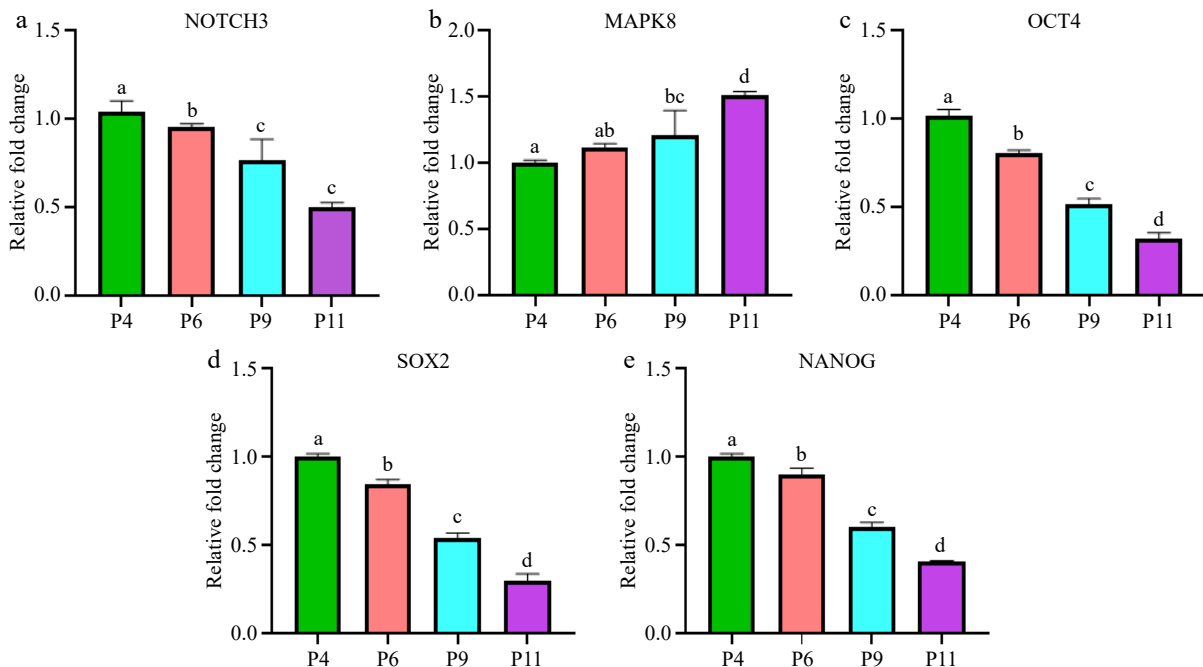 a
NOTCH3
Relative fold change
1.5
1.0
0.5
0.0
a
b
c
c
P4 P6 P9 P11
b
MAPK8
Relative fold change
2.0
1.5
1.0
0.5
0.0
a
ab
bc
d
P4 P6 P9 P11
c
OCT4
Relative fold change
1.5
1.0
0.5
0.0
a
b
c
d
P4 P6 P9 P11
d
SOX2
Relative fold change
1.5
1.0
0.5
0.0
a
b
c
d
P4 P6 P9 P11
e
NANOG
Relative fold change
1.5
1.0
0.5
0.0
a
b
c
d
P4 P6 P9 P11